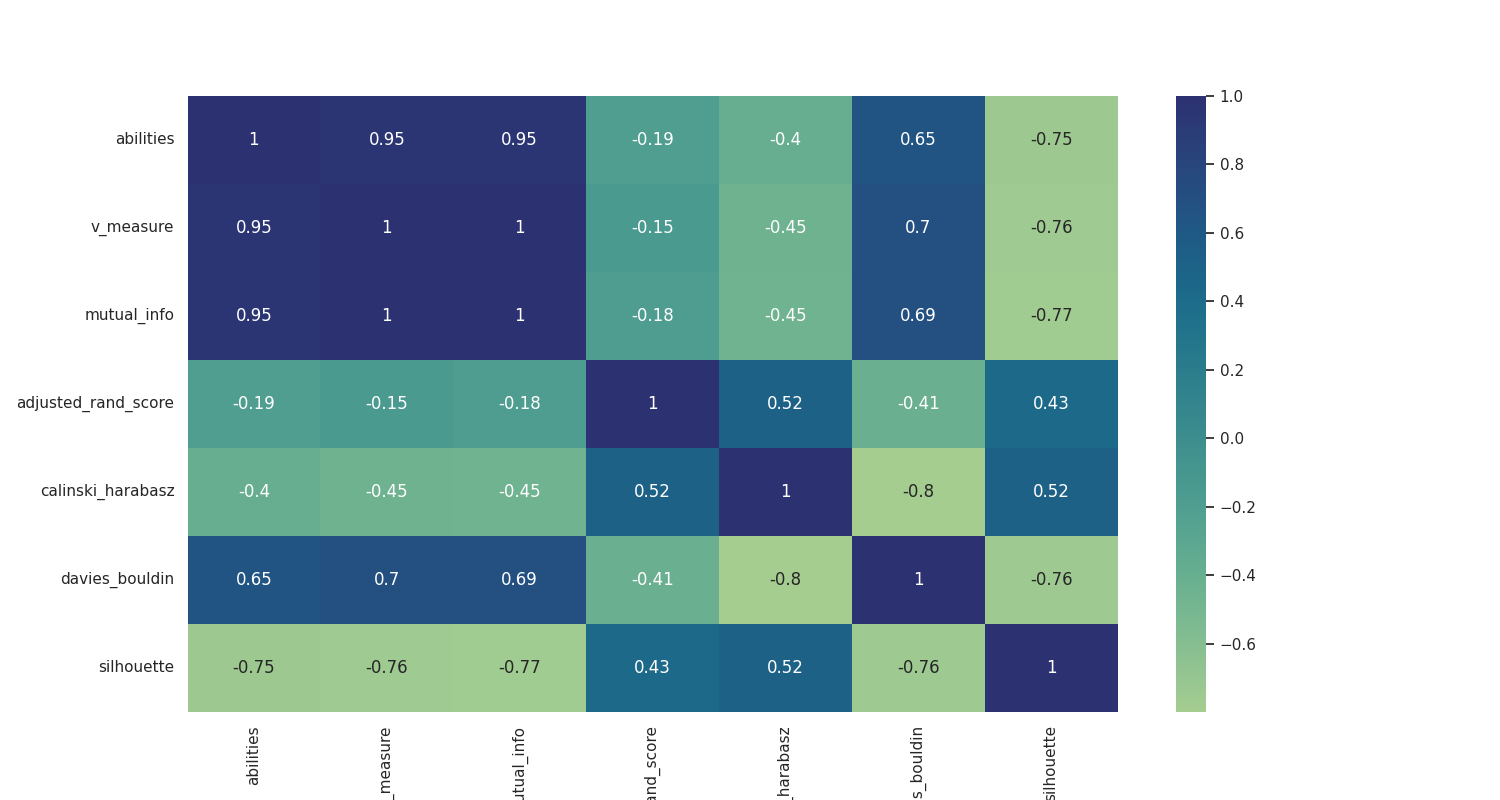 abilities 1 0.95 0.95 -0.19 -0.4 0.65 -0.75
v_measure 0.95 1 1 -0.15 -0.45 0.7 -0.76
mutual_info 0.95 1 1 -0.18 -0.45 0.69 -0.77
adjusted_rand_score -0.19 -0.15 -0.18 1 0.52 -0.41 0.43
calinski_harabasz -0.4 -0.45 -0.45 0.52 1 -0.8 0.52
davies_bouldin 0.65 0.7 0.69 -0.41 -0.8 1 -0.76
silhouette -0.75 -0.76 -0.77 0.43 0.52 -0.76 1
abilities
_measure
utual_info
and_score
_harabasz
s_bouldin
silhouette
1.0
0.8
0.6
0.4
0.2
0.0
−0.2
−0.4
−0.6